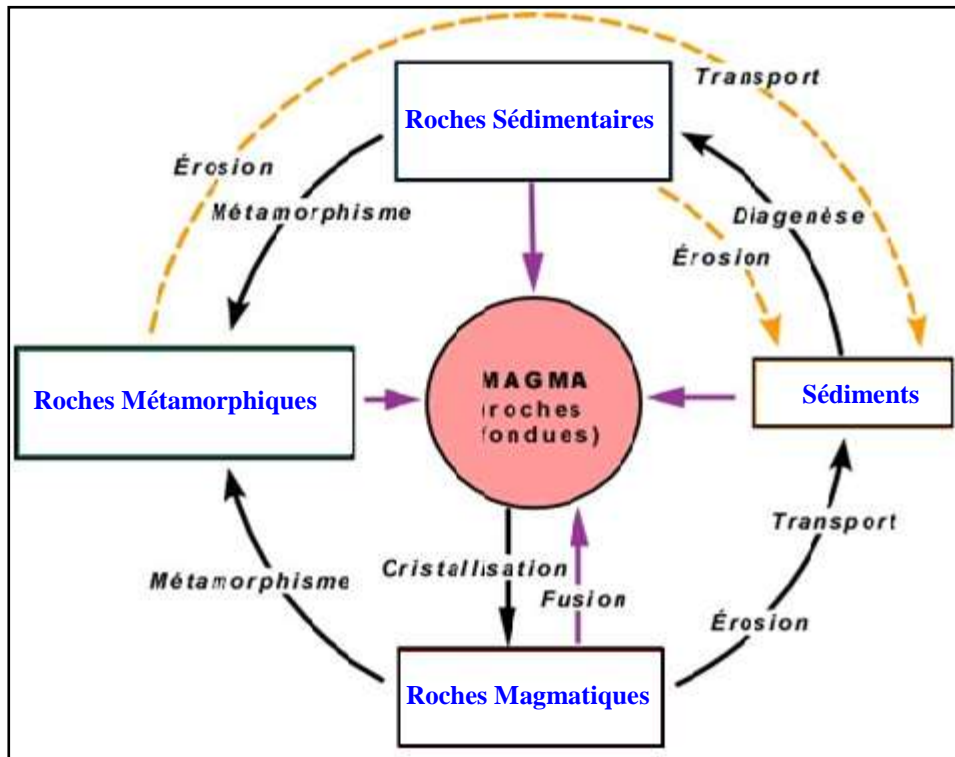 Transport
Roches Sédimentaires
Érosion
Métamorphisme
Diagenèse
Érosion
MAGMA
(roches
fondues)
Roches Métamorphiques
Sédiments
Transport
Cristallisation
Métamorphisme
Fusion
Érosion
Roches Magmatiques